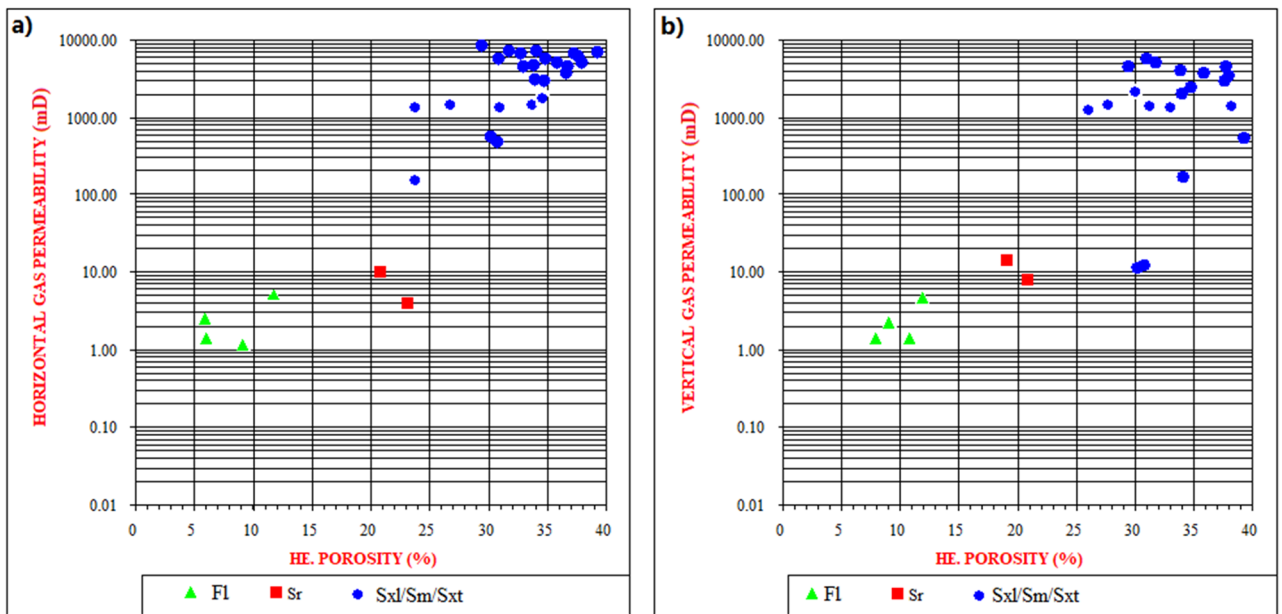 a)
HORIZONTAL GAS PERMEABILITY (mD)
10000.00
1000.00
100.00
10.00
1.00
0.10
0.01
0 5 10 15 20 25 30 35 40
HE. POROSITY (%)
Fl Sr Sxl/Sm/Sxt
b)
VERTICAL GAS PERMEABILITY (mD)
10000.00
1000.00
100.00
10.00
1.00
0.10
0.01
0 5 10 15 20 25 30 35 40
HE. POROSITY (%)
Fl Sr Sxl/Sm/Sxt